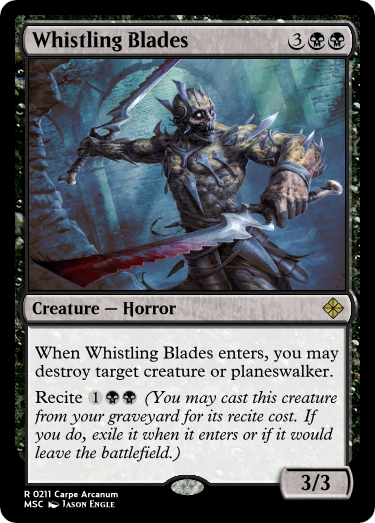 Whistling Blades 3
Creature — Horror
When Whistling Blades enters, you may
destroy target creature or planeswalker.
Recite 1 (You may cast this creature
from your graveyard for its recite cost. If
you do, exile it when it enters or if it would
leave the battlefield.)
3/3
R 0211 Carpe Arcanum
MSC Jason Engle